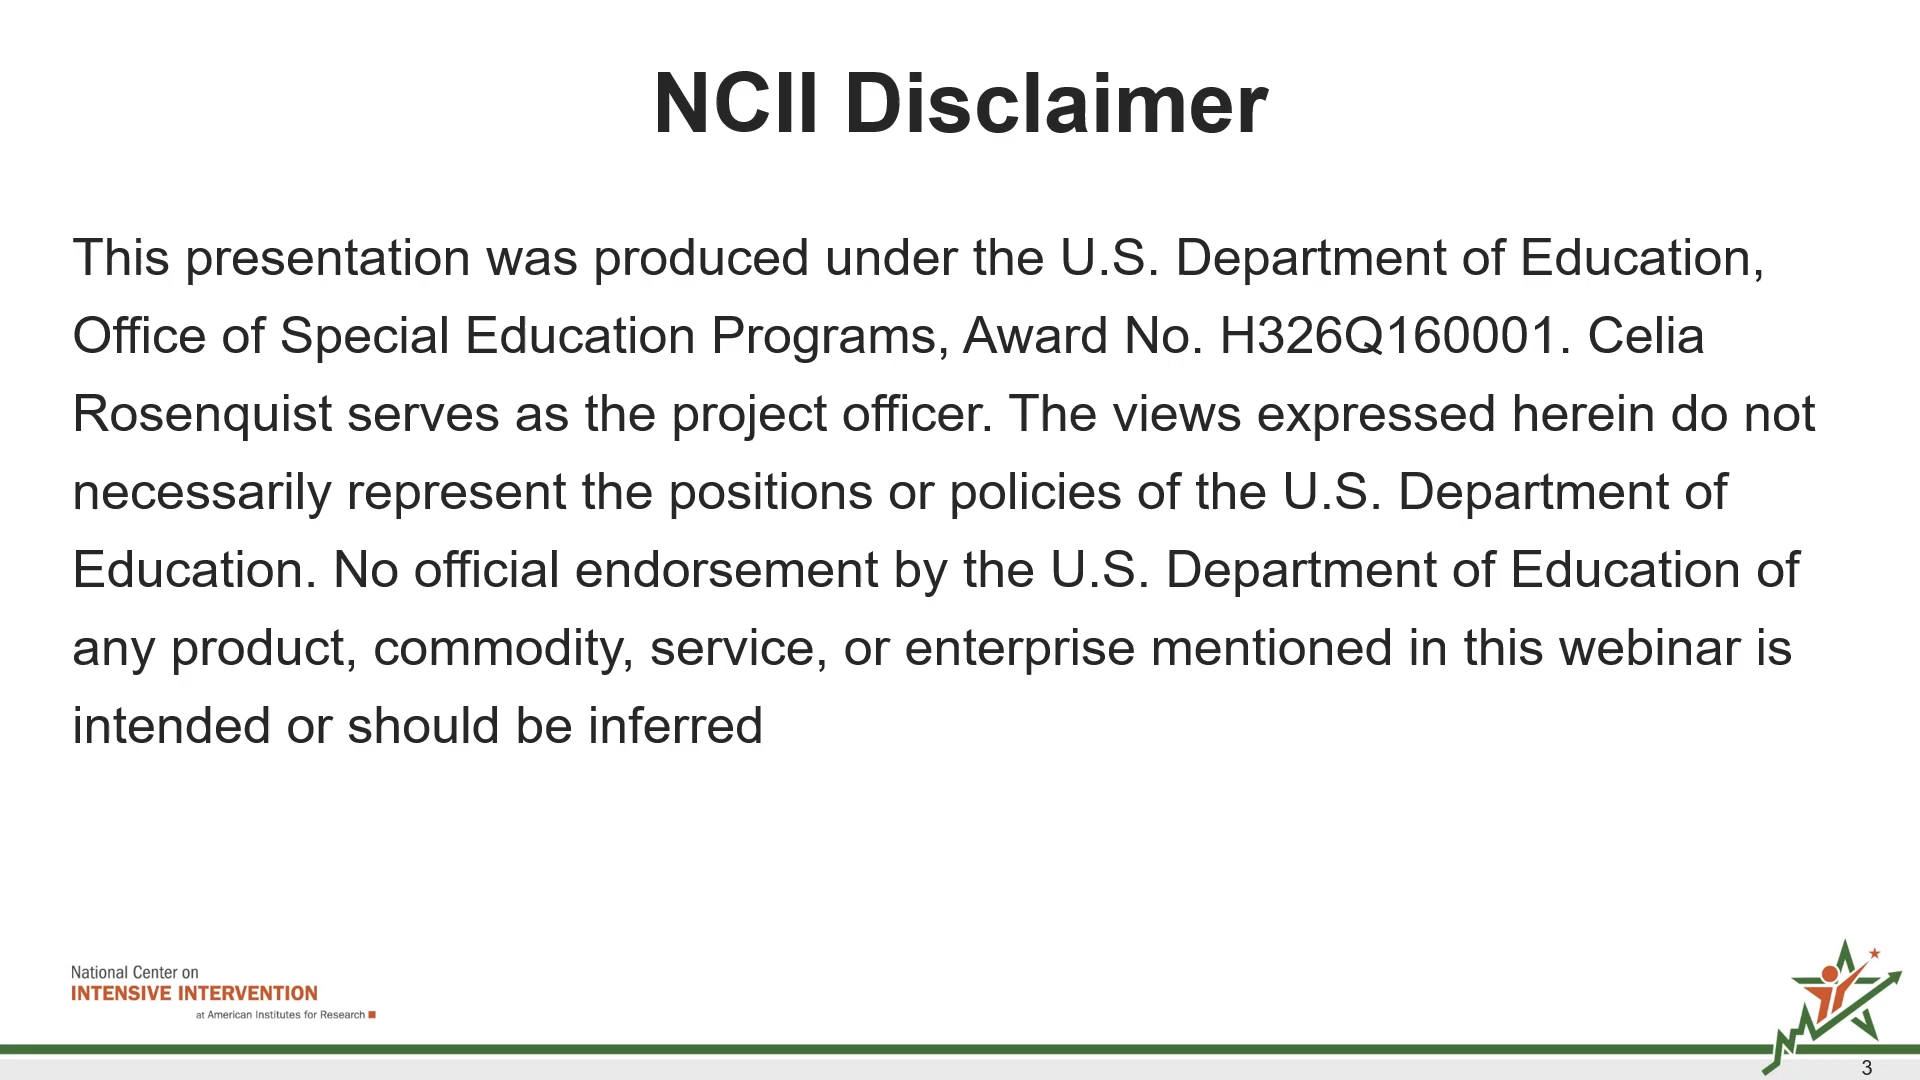 NCII Disclaimer
This presentation was produced under the U.S. Department of Education,
Office of Special Education Programs, Award No. H326Q160001. Celia
Rosenquist serves as the project officer. The views expressed herein do not
necessarily represent the positions or policies of the U.S. Department of
Education. No official endorsement by the U.S. Department of Education of
any product, commodity, service, or enterprise mentioned in this webinar is
intended or should be inferred
National Center on
INTENSIVE INTERVENTION
at American Institutes for Research
3